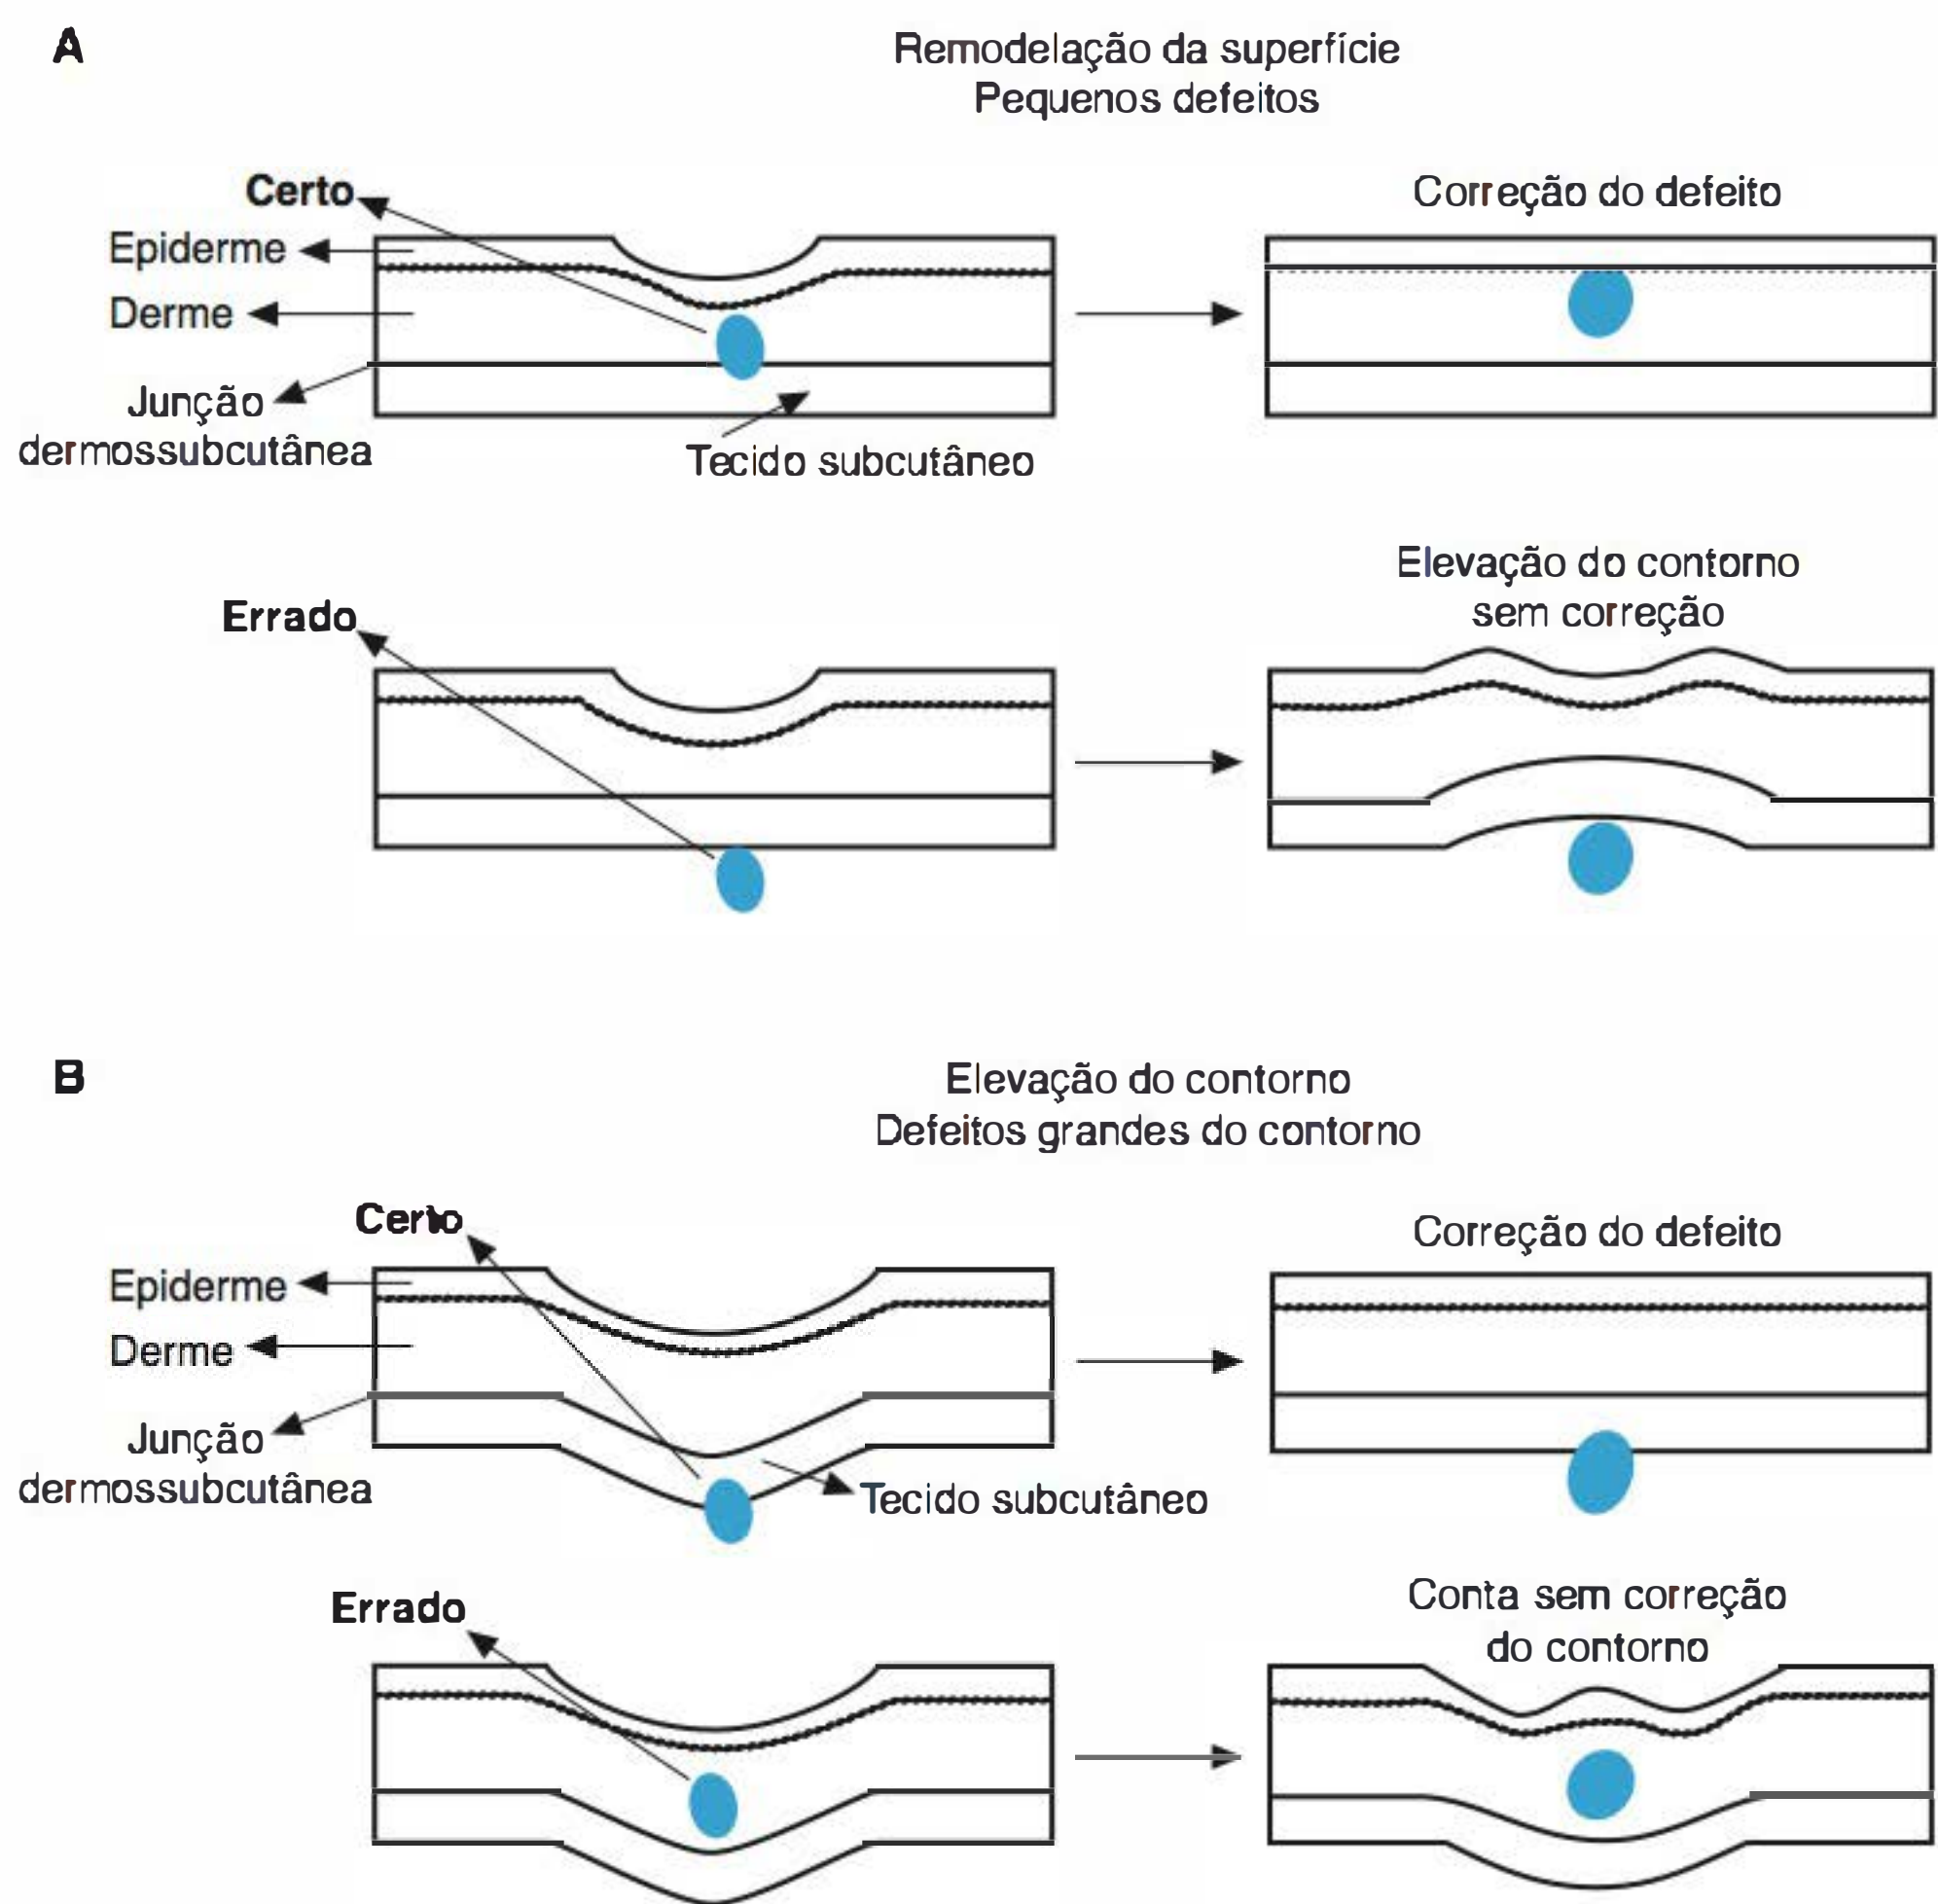 A
Remodelação da superfície
Pequenos defeitos
Certo
Correção do defeito
Epiderme
Derme
Junção
dermossubcutânea
Tecido subcutâneo
Elevação do contorno
sem correção
Errado
B
Elevação do contorno
Defeitos grandes do contorno
Certo
Correção do defeito
Epiderme
Derme
Junção
dermossubcutânea
Tecido subcutâneo
Errado
Conta sem correção
do contorno